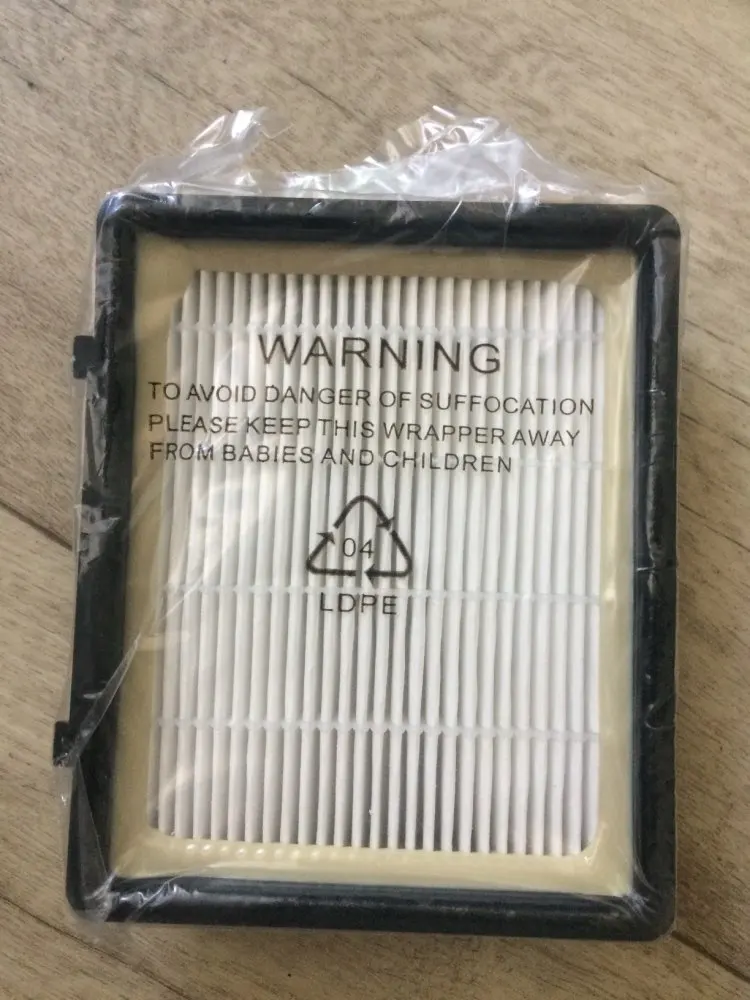 WARNING
TO AVOID DANGER OF SUFFOCATION
PLEASE KEEP THIS WRAPPER AWAY
FROM BABIES AND CHILDREN
04
LDPE